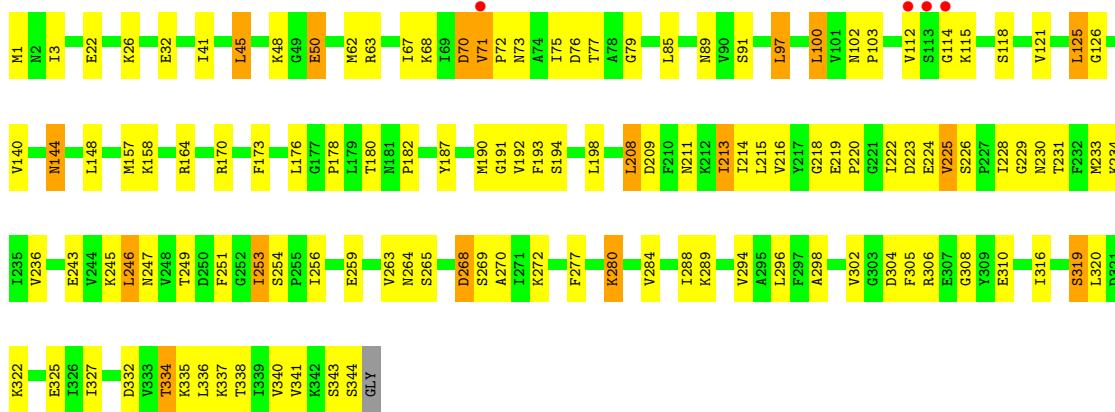 M1 N2 I3 E22 K26 E32 I41 L45 K48 G49 E50 M62 R63 I67 K68 I69 D70 V71 P72 N73 A74 I75 D76 T77 A78 G79 L85 N89 V90 S91 L97 L100 V101 N102 P103 V112 S113 G114 K115 S118 V121 L125 G126
V140 N144 L148 M157 K158 R164 R170 F173 L176 G177 P178 L179 T180 N181 P182 Y187 M190 G191 V192 F193 S194 L198 L208 D209 F210 N211 K212 I213 I214 L215 V216 Y217 G218 E219 P220 G221 I222 D223 E224 V225 S226 P227 I228 G229 N230 T231 F232 M233 K234
I235 V236 E243 V244 K245 L246 N247 V248 T249 D250 F251 G252 I253 S254 P255 I256 E259 V263 N264 S265 D268 S269 A270 I271 K272 F277 K280 V284 I288 K289 V294 A295 L296 F297 A298 V302 G303 D304 F305 R306 E307 G308 Y309 E310 I316 S319 L320 D321
K322 E325 I326 I327 D332 V333 T334 K335 L336 K337 T338 I339 V340 V341 K342 S343 S344 GLY